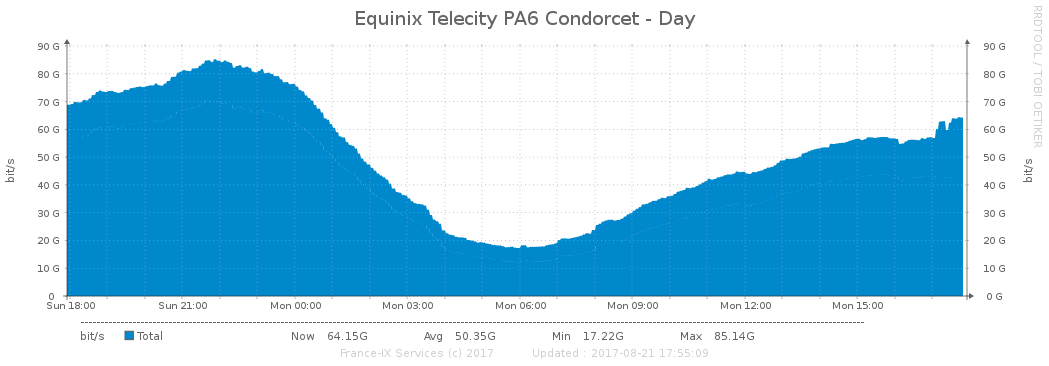 Equinix Telecity PA6 Condorcet - Day
RRDTOOL / TOBI OETIKER
90 G 90 G
80 G 80 G
70 G 70 G
60 G 60 G
50 G 50 G
40 G 40 G
30 G 30 G
20 G 20 G
10 G 10 G
0 0 G
bit/s bit/s
Sun 18:00 Sun 21:00 Mon 00:00 Mon 03:00 Mon 06:00 Mon 09:00 Mon 12:00 Mon 15:00
bit/s Total Now 64.15G Avg 50.35G Min 17.22G Max 85.14G
France-IX Services (c) 2017 Updated : 2017-08-21 17:55:09